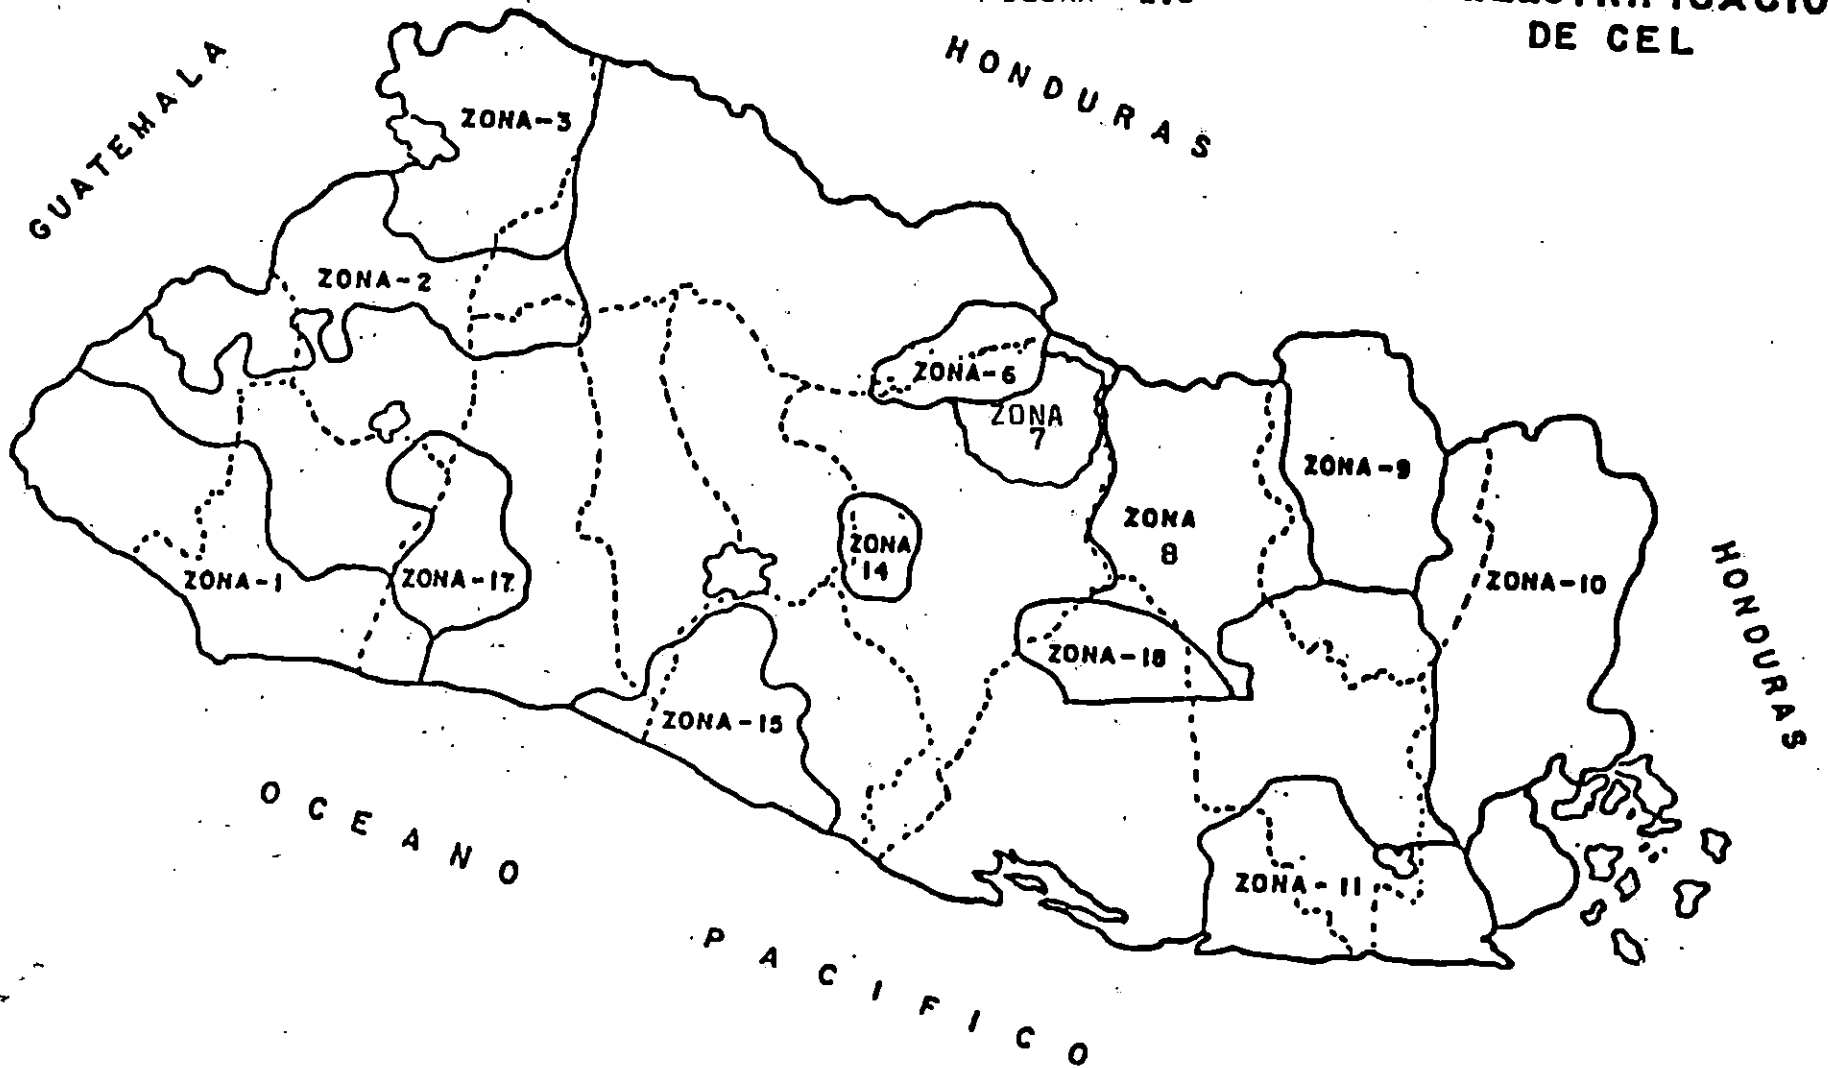 DE CEL
HONDURAS
GUATEMALA
ZONA-3
ZONA-2
ZONA-6
ZONA
7
ZONA-9
ZONA
8
ZONA
14
ZONA-1
ZONA-17
ZONA-10
HONDURAS
ZONA-18
ZONA-15
ZONA-11
OCEANO
PACIFICO